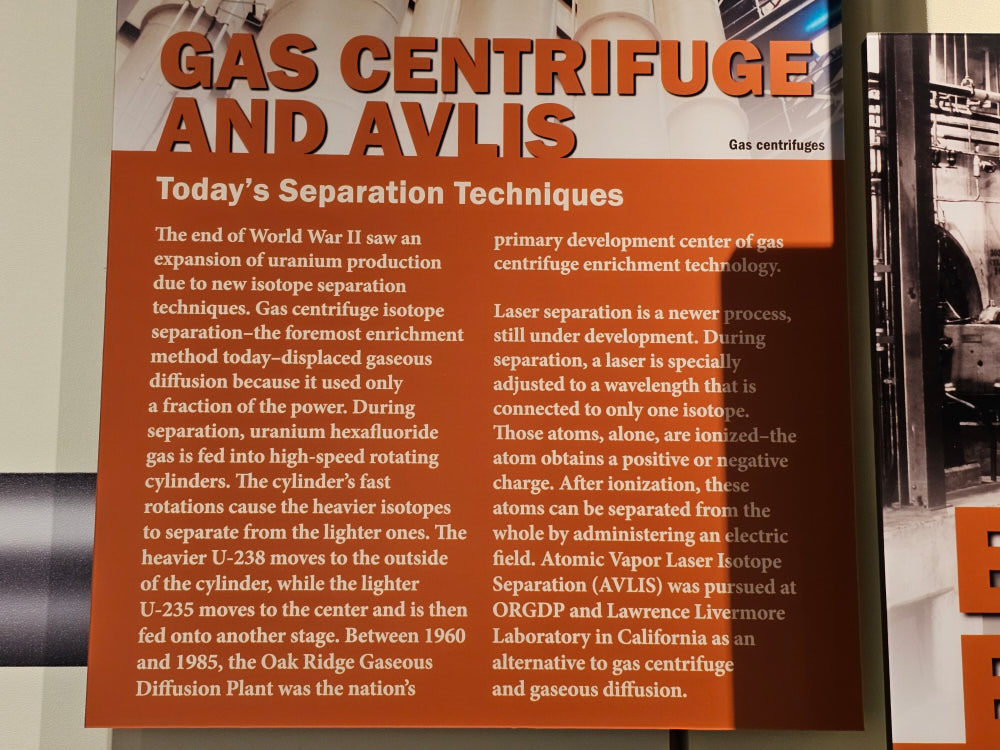 GAS CENTRIFUGE
AND AVLIS
Gas centrifuges
Today's Separation Techniques
The end of World War II saw an
expansion of uranium production
due to new isotope separation
techniques. Gas centrifuge isotope
separation–the foremost enrichment
method today–displaced gaseous
diffusion because it used only
a fraction of the power. During
separation, uranium hexafluoride
gas is fed into high-speed rotating
cylinders. The cylinder's fast
rotations cause the heavier isotopes
to separate from the lighter ones. The
heavier U-238 moves to the outside
of the cylinder, while the lighter
U-235 moves to the center and is then
fed onto another stage. Between 1960
and 1985, the Oak Ridge Gaseous
Diffusion Plant was the nation's
primary development center of gas
centrifuge enrichment technology.
Laser separation is a newer process,
still under development. During
separation, a laser is specially
adjusted to a wavelength that is
connected to only one isotope.
Those atoms, alone, are ionized–the
atom obtains a positive or negative
charge. After ionization, these
atoms can be separated from the
whole by administering an electric
field. Atomic Vapor Laser Isotope
Separation (AVLIS) was pursued at
ORGDP and Lawrence Livermore
Laboratory in California as an
alternative to gas centrifuge
and gaseous diffusion.